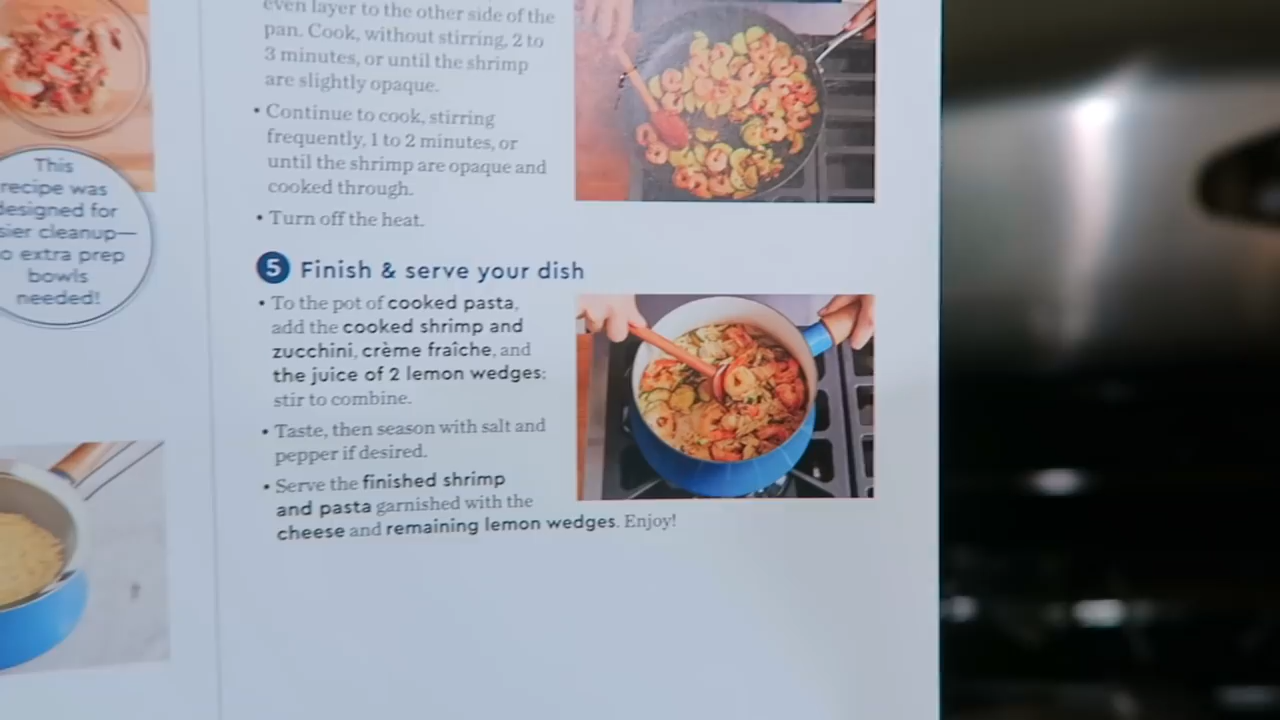 This
recipe was
designed for
sier cleanup—
o extra prep
bowls
needed!
even layer to the other side of the
pan. Cook, without stirring, 2 to
3 minutes, or until the shrimp
are slightly opaque.
• Continue to cook, stirring
frequently, 1 to 2 minutes, or
until the shrimp are opaque and
cooked through.
• Turn off the heat.
5 Finish & serve your dish
• To the pot of cooked pasta,
add the cooked shrimp and
zucchini, crème fraîche, and
the juice of 2 lemon wedges;
stir to combine.
• Taste, then season with salt and
pepper if desired.
• Serve the finished shrimp
and pasta garnished with the
cheese and remaining lemon wedges. Enjoy!